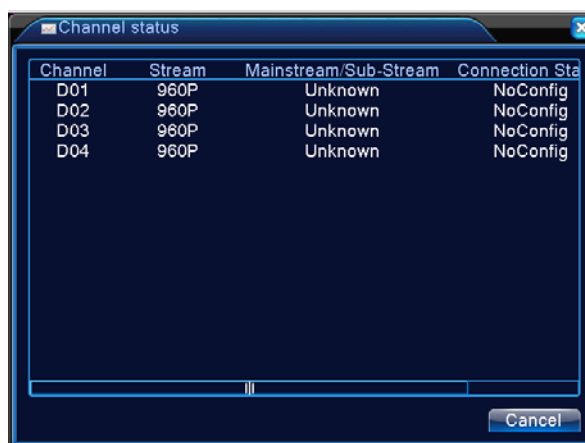 Channel status
Channel Stream Mainstream/Sub-Stream Connection Sta
D01 960P Unknown NoConfig
D02 960P Unknown NoConfig
D03 960P Unknown NoConfig
D04 960P Unknown NoConfig
Cancel